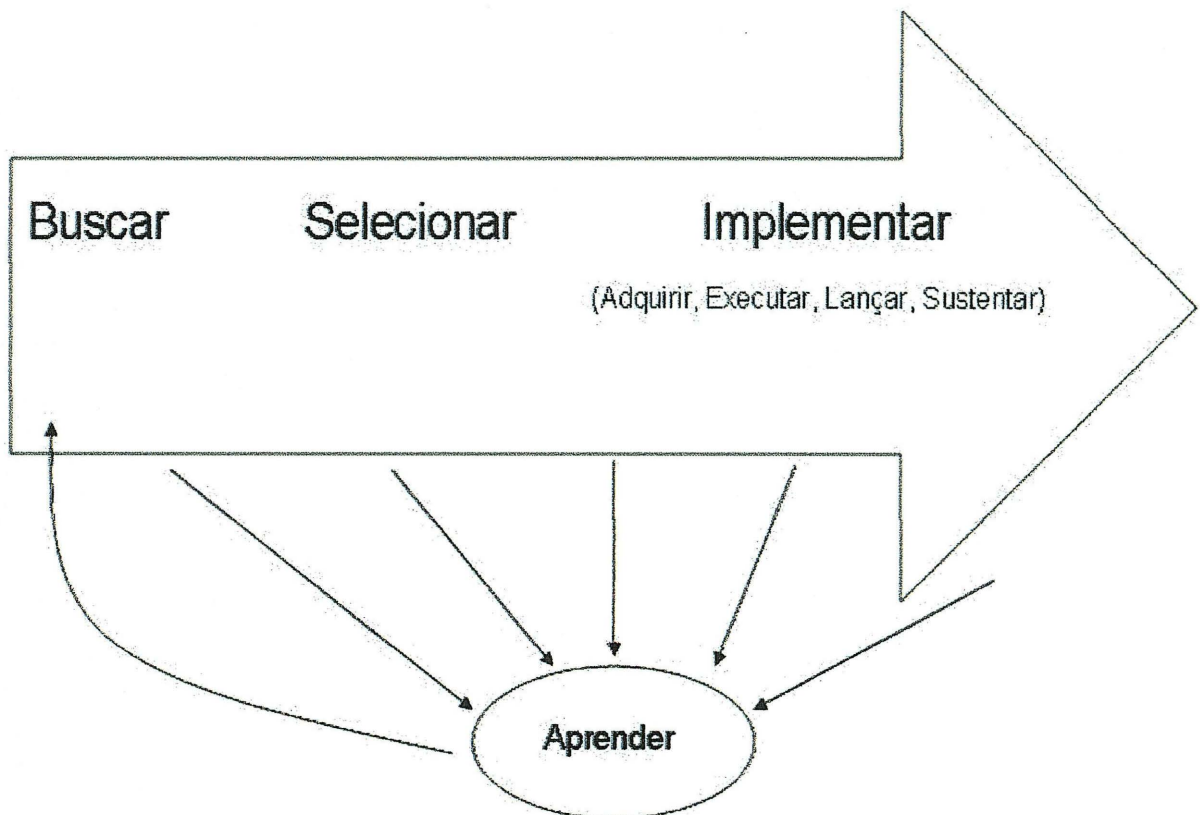 Buscar Selecionar Implementar
(Adquirir, Executar, Lançar, Sustentar)
Aprender